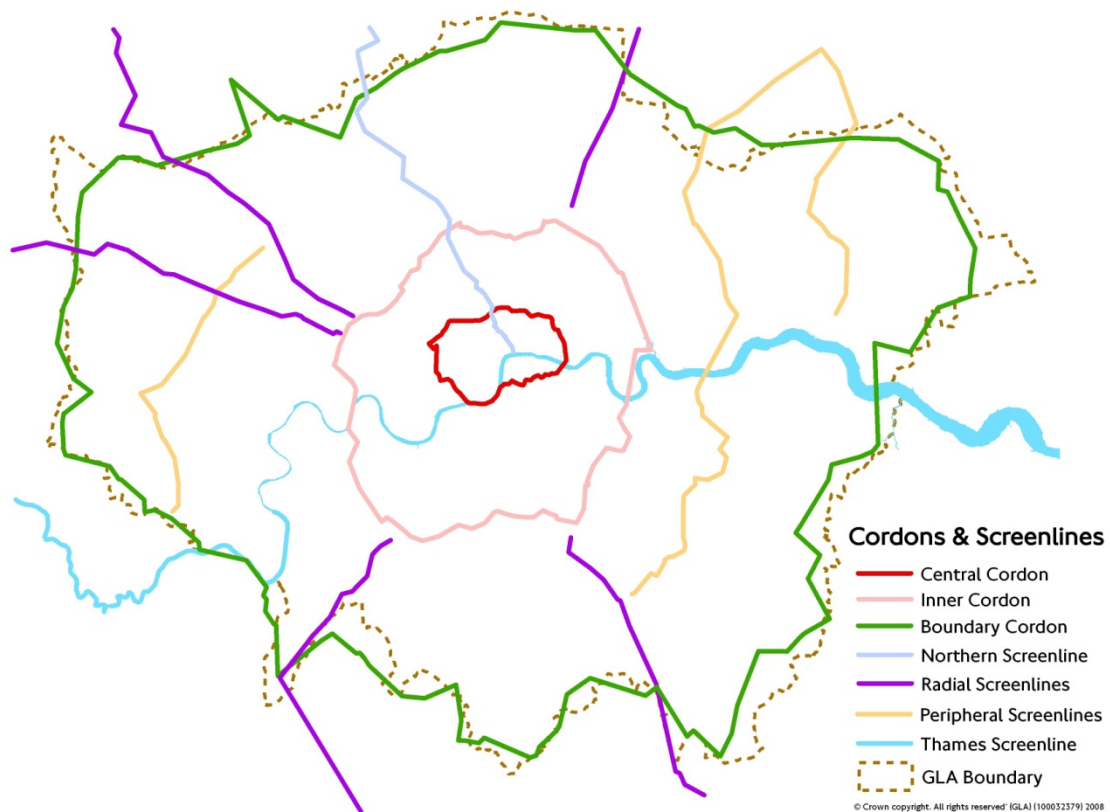 Cordons & Screenlines
Central Cordon
Inner Cordon
Boundary Cordon
Northern Screenline
Radial Screenlines
Peripheral Screenlines
Thames Screenline
GLA Boundary
© Crown copyright. All rights reserved' (GLA) (100032379) 2008